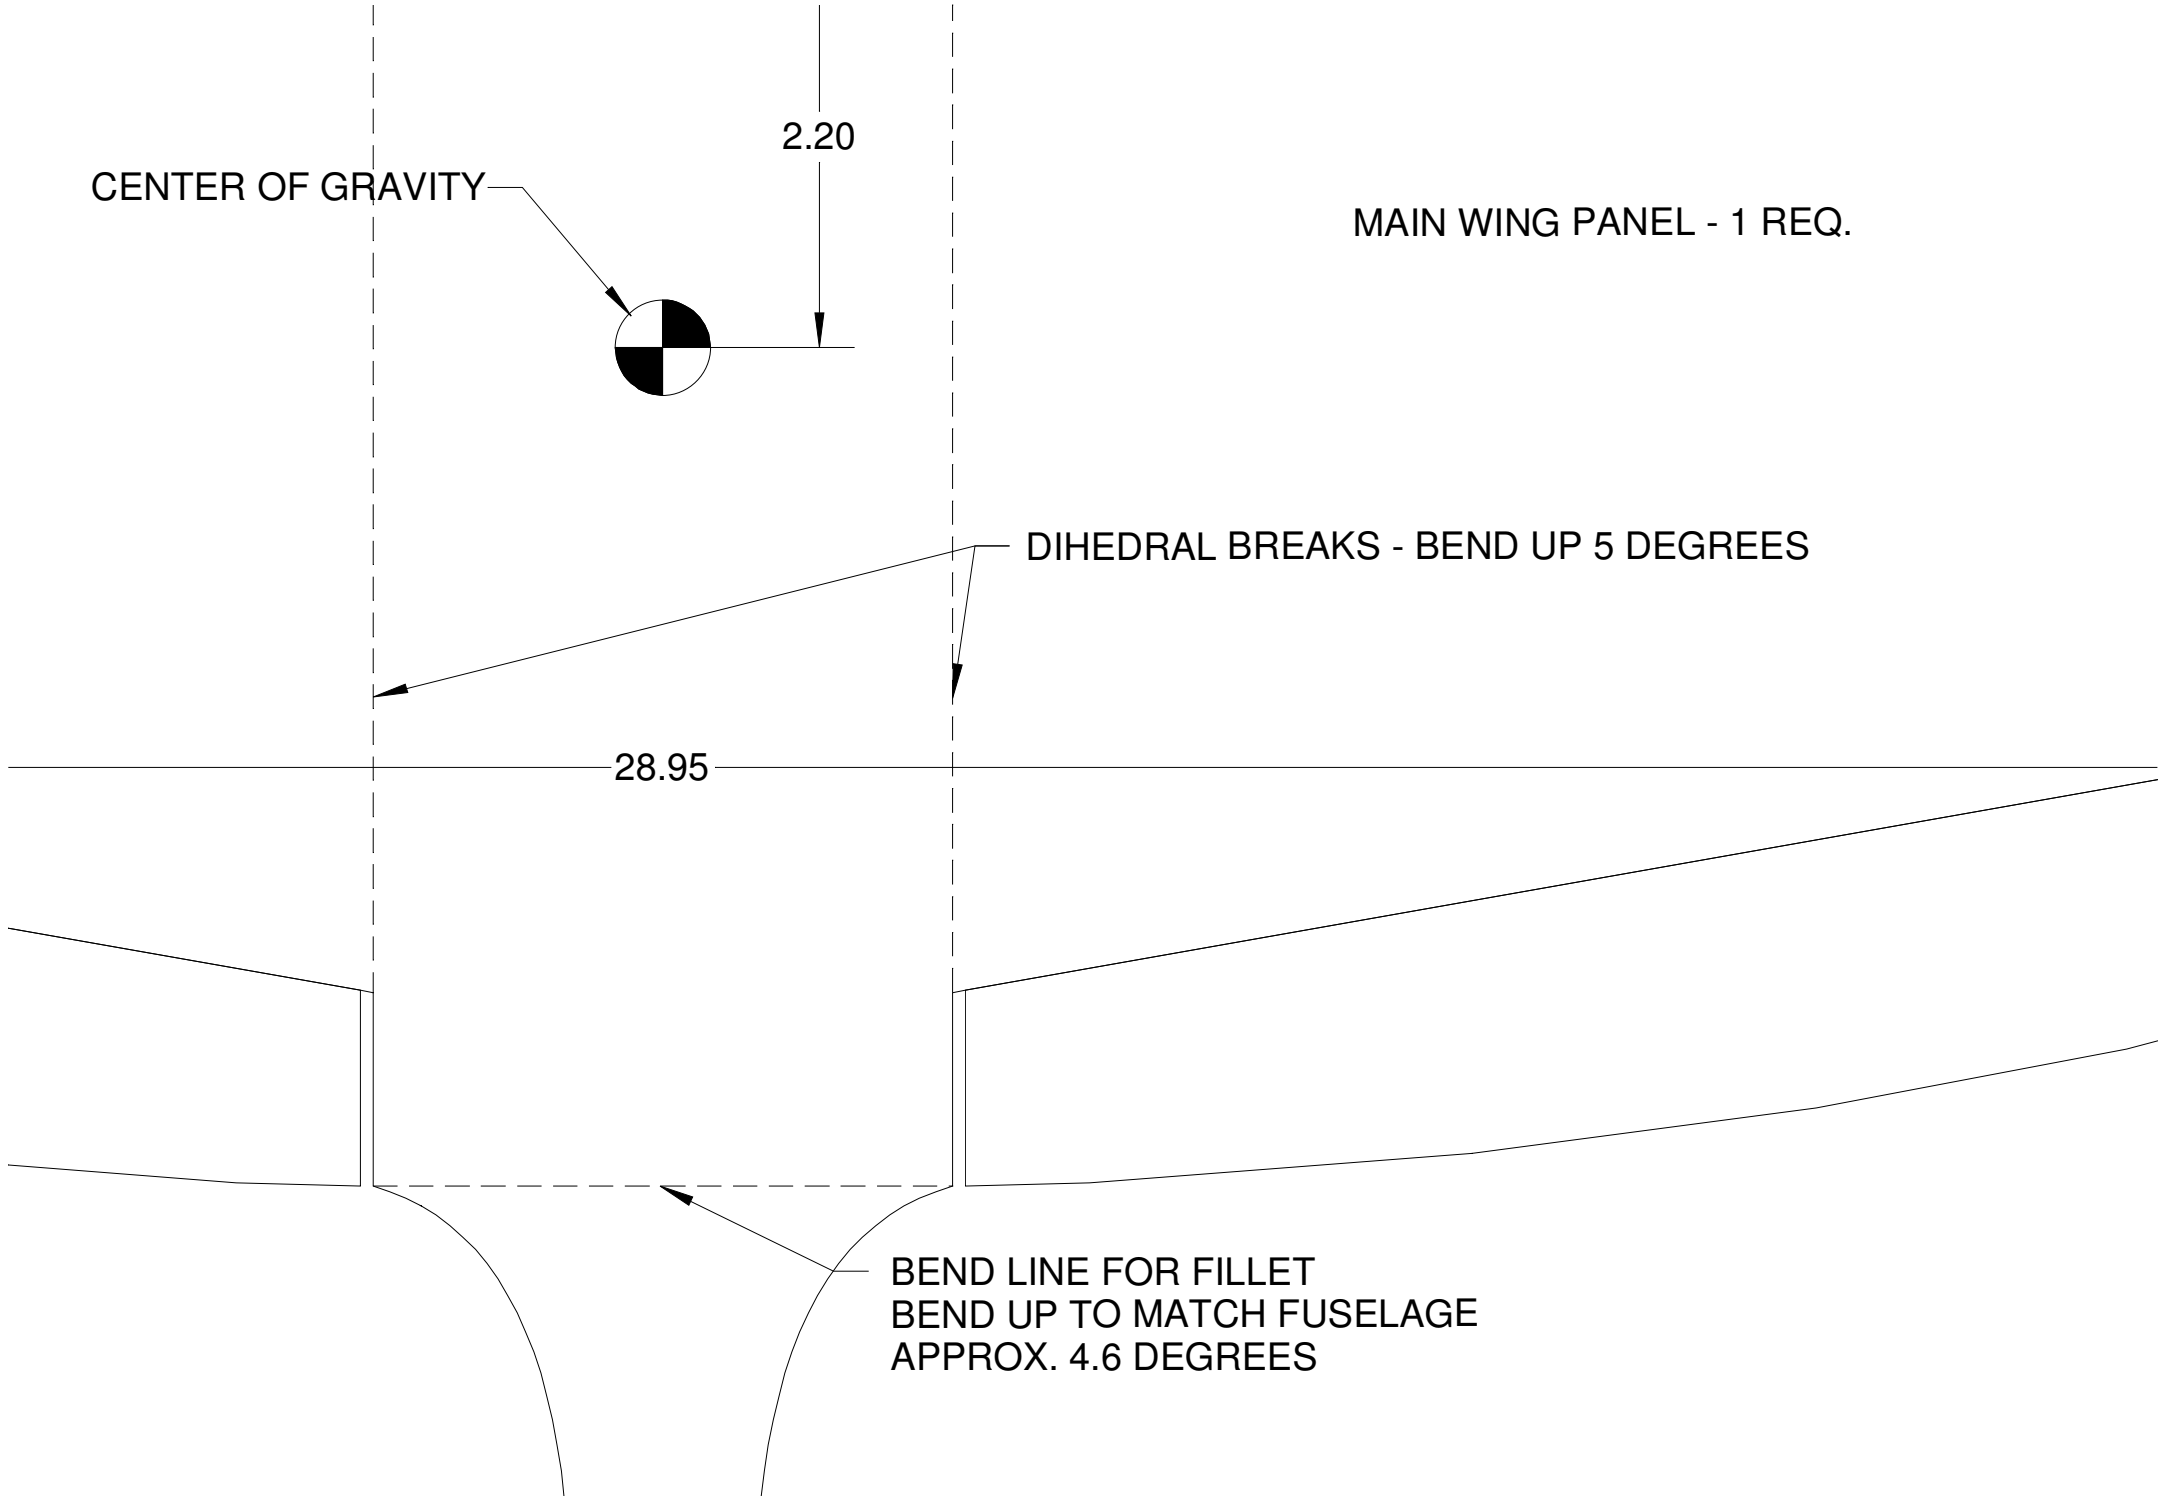 2.20
CENTER OF GRAVITY
MAIN WING PANEL - 1 REQ.
DIHEDRAL BREAKS - BEND UP 5 DEGREES
28.95
BEND LINE FOR FILLET
BEND UP TO MATCH FUSELAGE
APPROX. 4.6 DEGREES